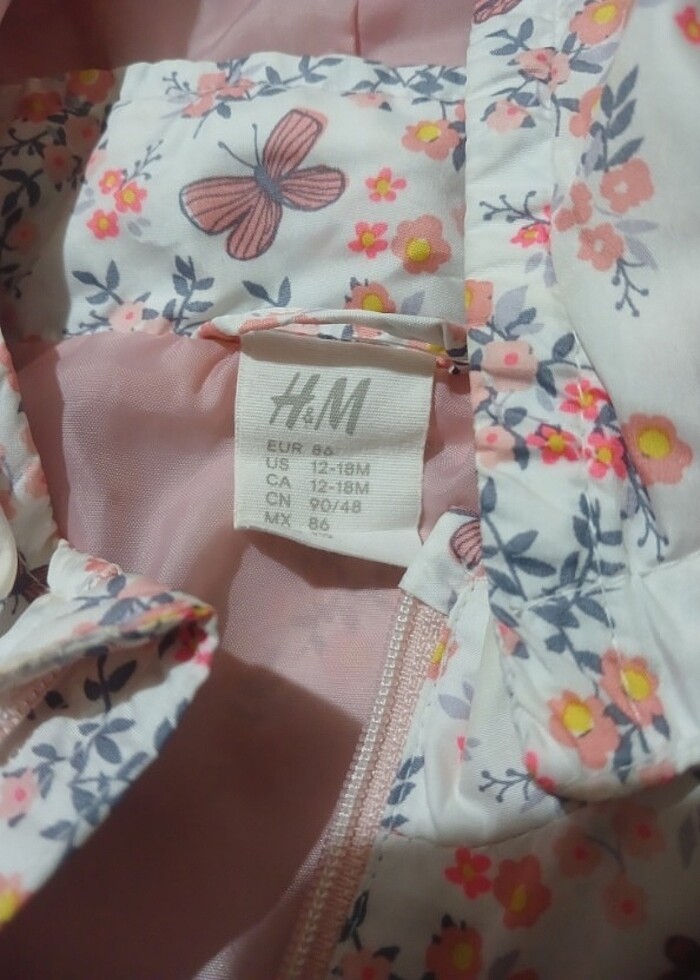 H&M
EUR 86
US 12-18M
CA 12-18M
CN 90/48
MX 86